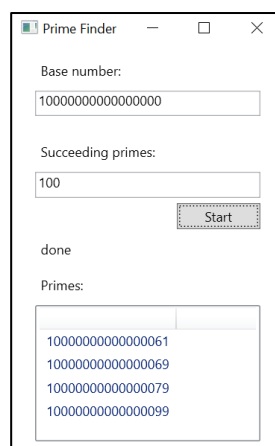 Prime Finder
Base number:
10000000000000000
Succeeding primes:
100
Start
done
Primes:
10000000000000061
10000000000000069
10000000000000079
10000000000000099